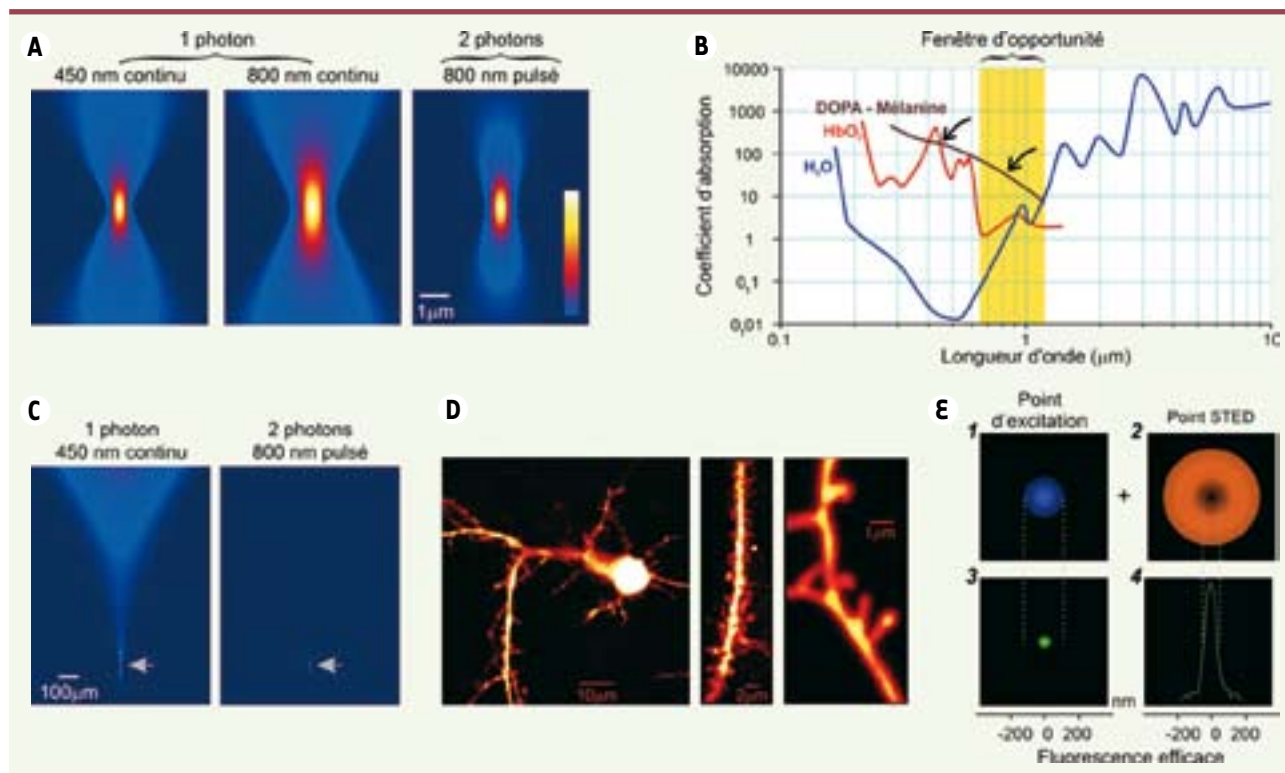 A
1 photon
2 photons
450 nm continu
800 nm continu
800 nm pulsé
1μm
B
Fenêtre d'opportunité
10000
1000
100
10
1
0,1
0,01
DOPA - Mélanine
HbO₂
H₂O
Coefficient d'absorption
0.1
1
10
Longueur d'onde (μm)
C
1 photon
450 nm continu
2 photons
800 nm pulsé
100μm
D
10μm
2μm
1μm
E
Point
d'excitation
Point STED
1
2
+
3
4
nm
-200 0 200
-200 0 200
Fluorescence efficace